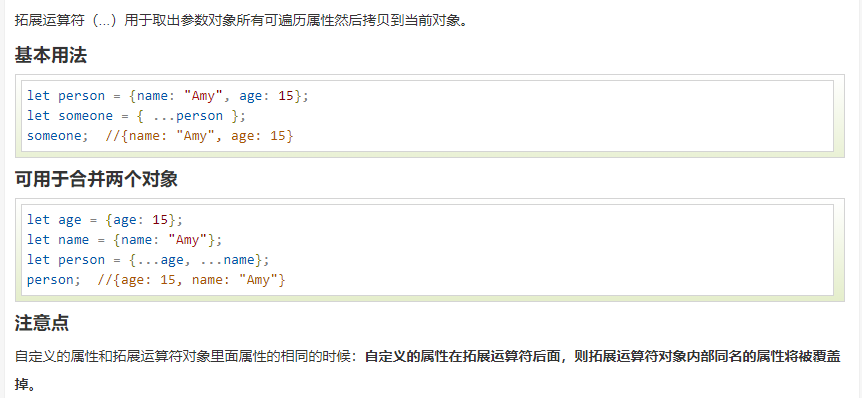 拓展运算符（...）用于取出参数对象所有可遍历属性然后拷贝到当前对象。
基本用法
let person = {name: "Amy", age: 15};
let someone = { ...person };
someone;  //{name: "Amy", age: 15}
可用于合并两个对象
let age = {age: 15};
let name = {name: "Amy"};
let person = {...age, ...name};
person;  //{age: 15, name: "Amy"}
注意点
自定义的属性和拓展运算符对象里面属性的相同的时候：自定义的属性在拓展运算符后面，则拓展运算符对象内部同名的属性将被覆盖
掉。